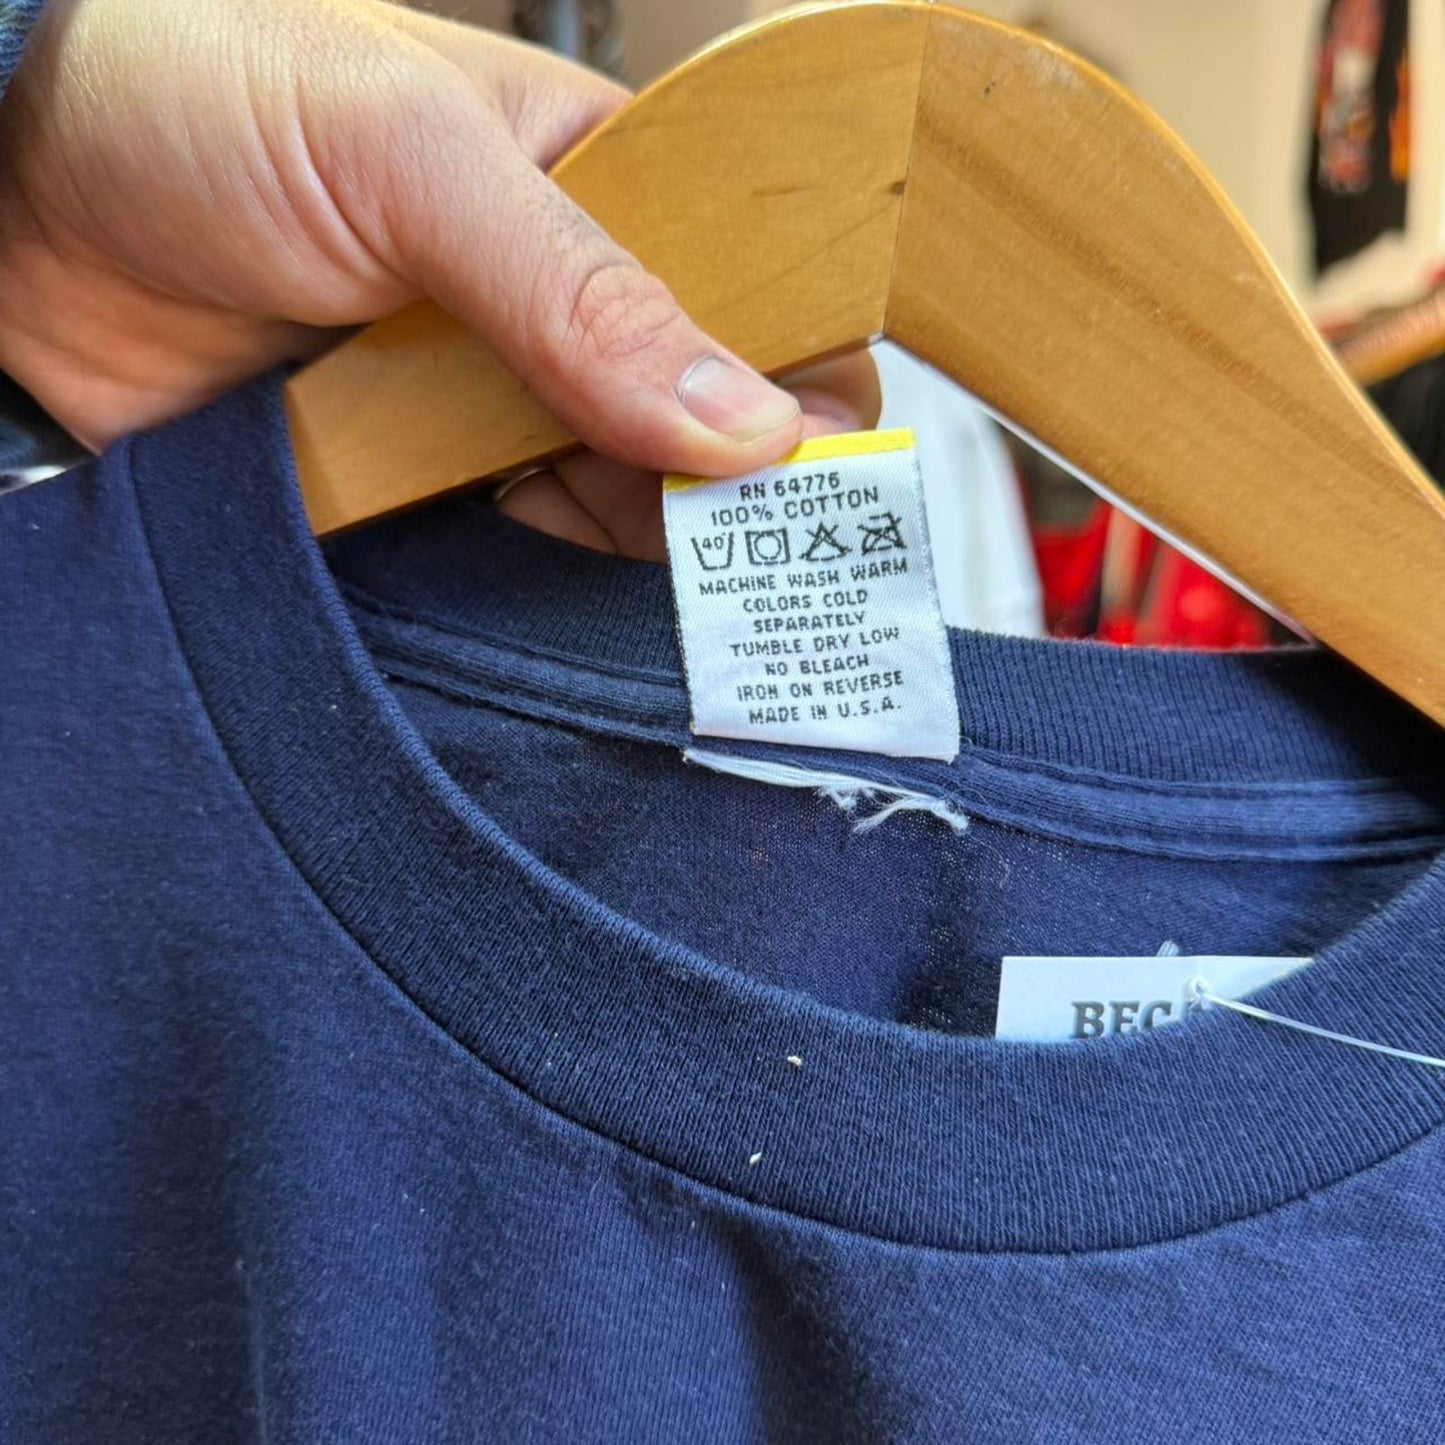 RN 64776
100% COTTON
40°
MACHINE WASH WARM
COLORS COLD
SEPARATELY
TUMBLE DRY LOW
NO BLEACH
IRON ON REVERSE
MADE IN U.S.A.